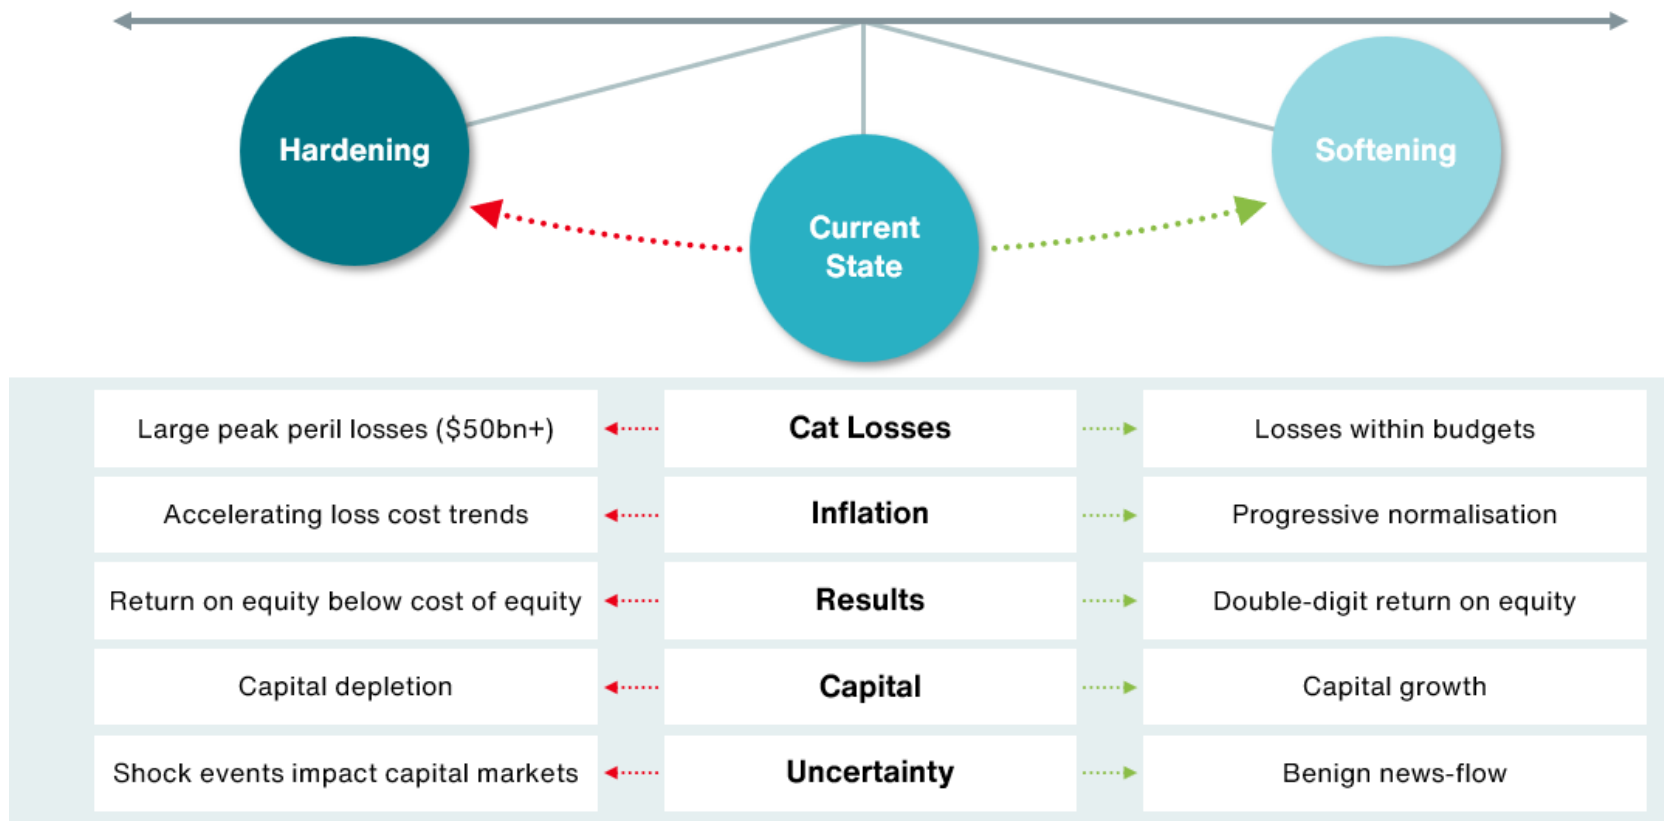 Hardening
Current
State
Softening
Large peak peril losses ($50bn+)
Cat Losses
Losses within budgets
Accelerating loss cost trends
Inflation
Progressive normalisation
Return on equity below cost of equity
Results
Double-digit return on equity
Capital depletion
Capital
Capital growth
Shock events impact capital markets
Uncertainty
Benign news-flow